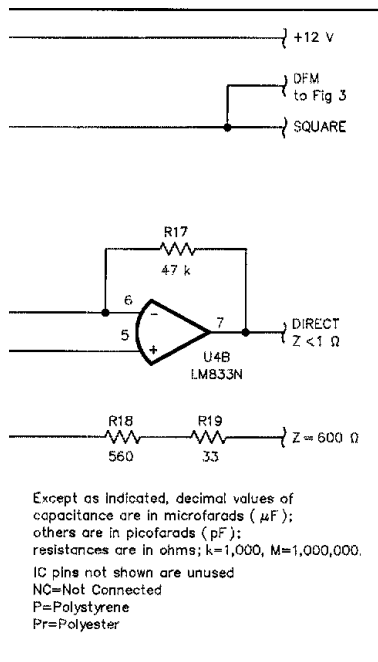 +12 V
DFM
to Fig 3
SQUARE
R17
47 k
6
-
7
5
+
DIRECT
Z <1 Ω
U4B
LM833N
R18
R19
560
33
Z = 600 Ω
Except as indicated, decimal values of
capacitance are in microfarads ( µF );
others are in picofarads ( pF );
resistances are in ohms; k=1,000, M=1,000,000.
IC pins not shown are unused
NC=Not Connected
P=Polystyrene
Pr=Polyester